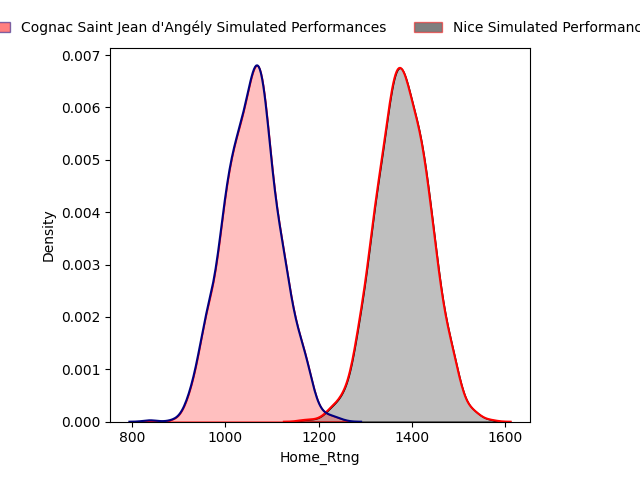 Cognac Saint Jean d'Angély Simulated Performances Nice Simulated Performanc
0.007
0.006
0.005
0.004
0.003
0.002
0.001
0.000
Density
800 1000 1200 1400 1600
Home_Rtng